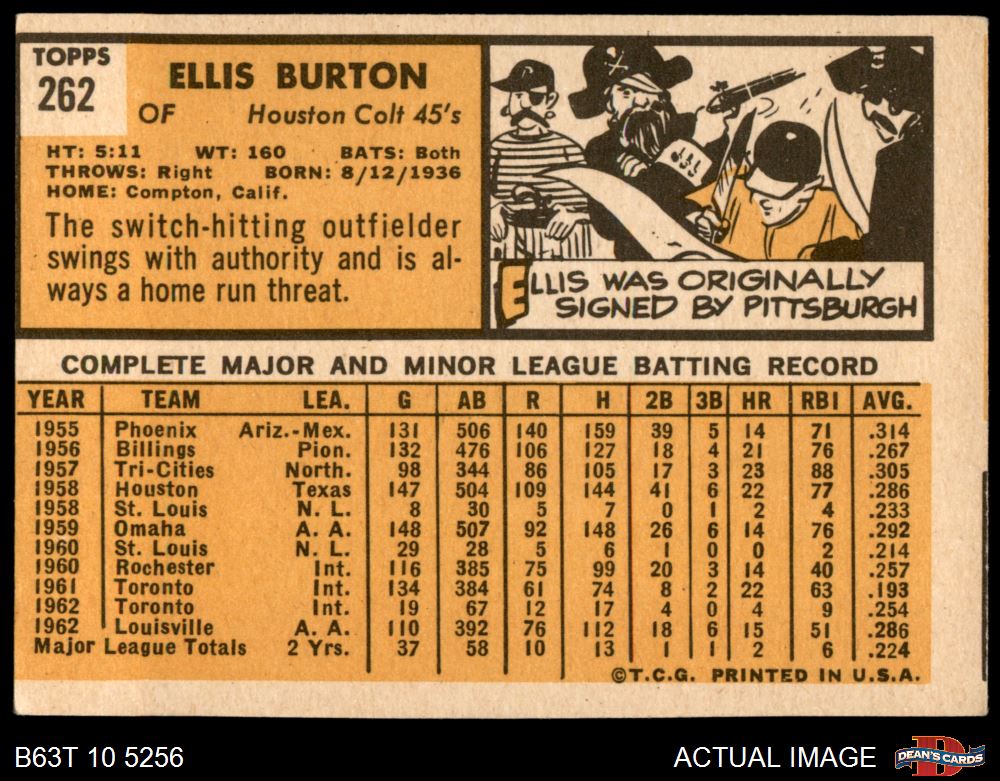 TOPPS
262
ELLIS BURTON
OF Houston Colt 45's
HT: 5:11 WT: 160 BATS: Both
THROWS: Right BORN: 8/12/1936
HOME: Compton, Calif.
The switch-hitting outfielder
swings with authority and is al-
ways a home run threat.
ELLIS WAS ORIGINALLY
SIGNED BY PITTSBURGH
COMPLETE MAJOR AND MINOR LEAGUE BATTING RECORD
YEAR TEAM LEA. G AB R H 2B 3B HR RBI AVG.
1955 Phoenix Ariz.-Mex. 131 506 140 159 39 5 14 71 .314
1956 Billings Pion. 132 476 106 127 18 4 21 76 .267
1957 Tri-Cities North. 98 344 86 105 17 3 23 88 .305
1958 Houston Texas 147 504 109 144 41 6 22 77 .286
1958 St. Louis N. L. 8 30 5 7 0 1 2 4 .233
1959 Omaha A. A. 148 507 92 148 26 6 14 76 .292
1960 St. Louis N. L. 29 28 5 6 1 0 0 2 .214
1960 Rochester Int. 116 385 75 99 20 3 14 40 .257
1961 Toronto Int. 134 384 61 74 8 2 22 63 .193
1962 Toronto Int. 19 67 12 17 4 0 4 9 .254
1962 Louisville A. A. 110 392 76 112 18 6 15 51 .286
Major League Totals 2 Yrs. 37 58 10 13 1 1 2 6 .224
©T.C.G. PRINTED IN U.S.A.
B63T 10 5256
ACTUAL IMAGE
DEAN'S CARDS